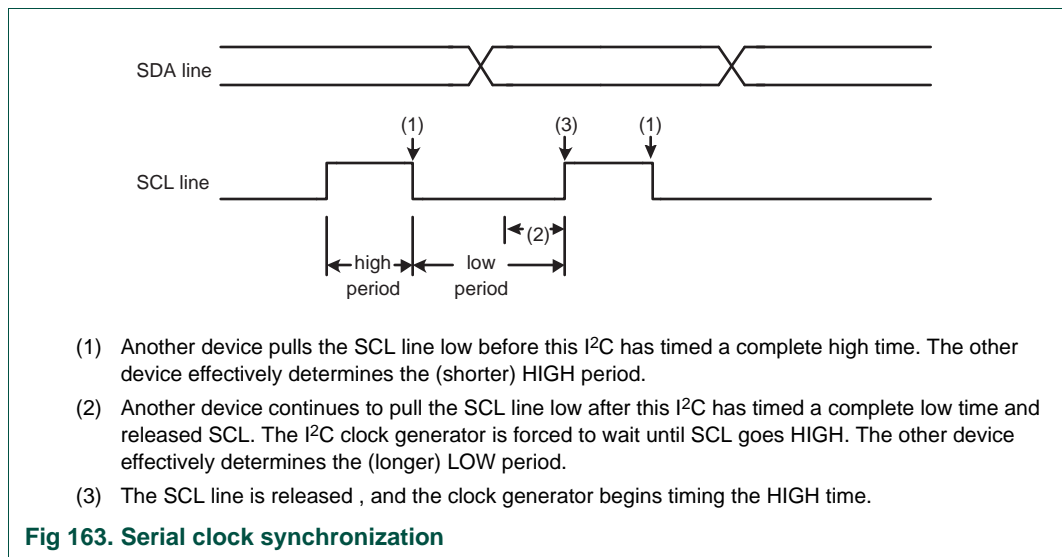 SDA line
(1) (3) (1)
SCL line
(2)
high period
low period
(1) Another device pulls the SCL line low before this I²C has timed a complete high time. The other
device effectively determines the (shorter) HIGH period.
(2) Another device continues to pull the SCL line low after this I²C has timed a complete low time and
released SCL. The I²C clock generator is forced to wait until SCL goes HIGH. The other device
effectively determines the (longer) LOW period.
(3) The SCL line is released , and the clock generator begins timing the HIGH time.
Fig 163. Serial clock synchronization